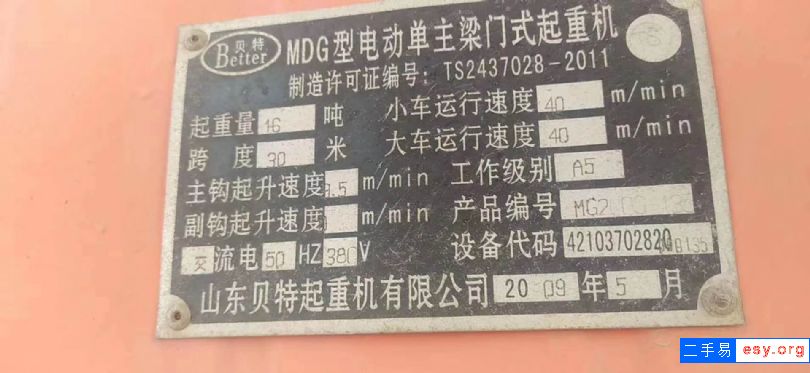 贝特
Better
MDG型电动单主梁门式起重机
制造许可证编号：TS2437028-2011
起重量 16 吨 小车运行速度 40 m/min
跨度 30 米 大车运行速度 40 m/min
主钩起升速度 .5 m/min 工作级别 A5
副钩起升速度 m/min 产品编号
交流电 50 HZ 380 V 设备代码 42103702820
山东贝特起重机有限公司 2009 年 5 月
二手易 esy.org